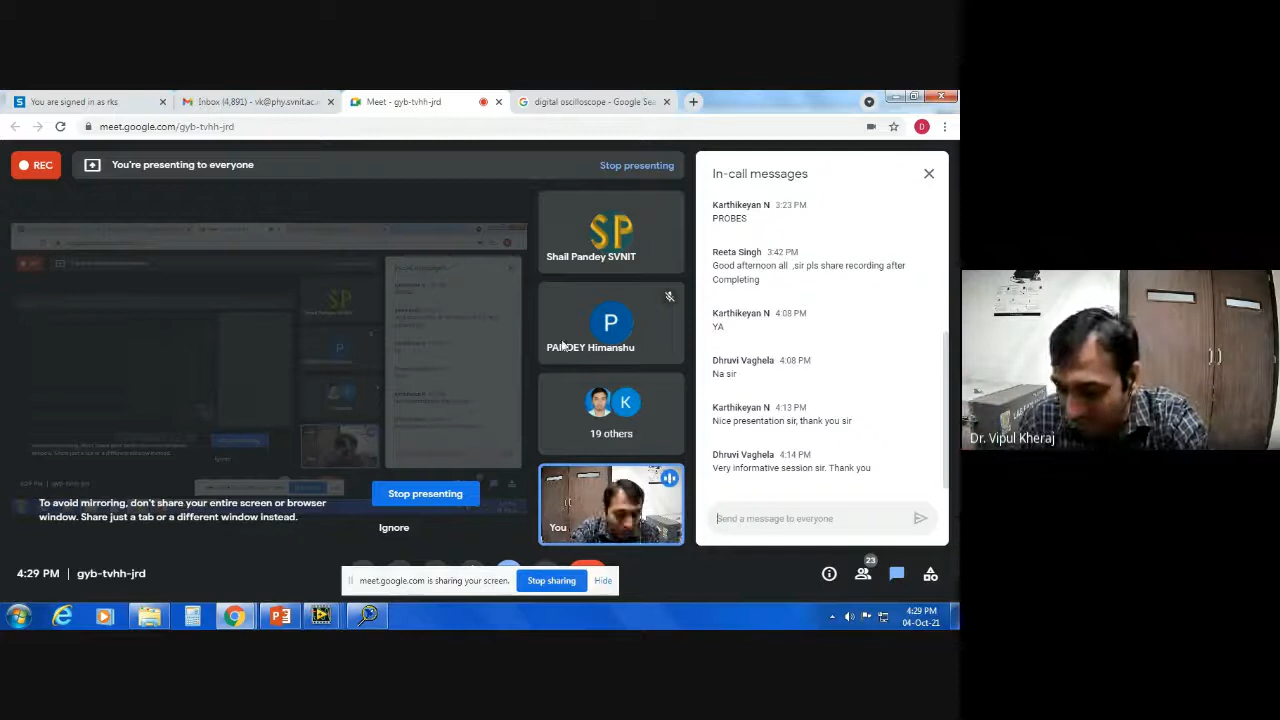 You are signed in as rks
Inbox (4,891) - vk@phy.svnit.ac.
Meet - gyb-tvhh-jrd
digital oscilloscope - Google Sea
meet.google.com/gyb-tvhh-jrd
D
REC
You're presenting to everyone
Stop presenting
SP
Shail Pandey SVNIT
P
PANDEY Himanshu
K
19 others
You
To avoid mirroring, don't share your entire screen or browser
window. Share just a tab or a different window instead.
Stop presenting
Ignore
In-call messages
Karthikeyan N 3:23 PM
PROBES
Reeta Singh 3:42 PM
Good afternoon all ,sir pls share recording after
Completing
Karthikeyan N 4:08 PM
YA
Dhruvi Vaghela 4:08 PM
Na sir
Karthikeyan N 4:13 PM
Nice presentation sir, thank you sir
Dhruvi Vaghela 4:14 PM
Very informative session sir. Thank you
Send a message to everyone
4:29 PM | gyb-tvhh-jrd
23
meet.google.com is sharing your screen.
Stop sharing
Hide
4:29 PM
04-Oct-21
Dr. Vipul Kheraj